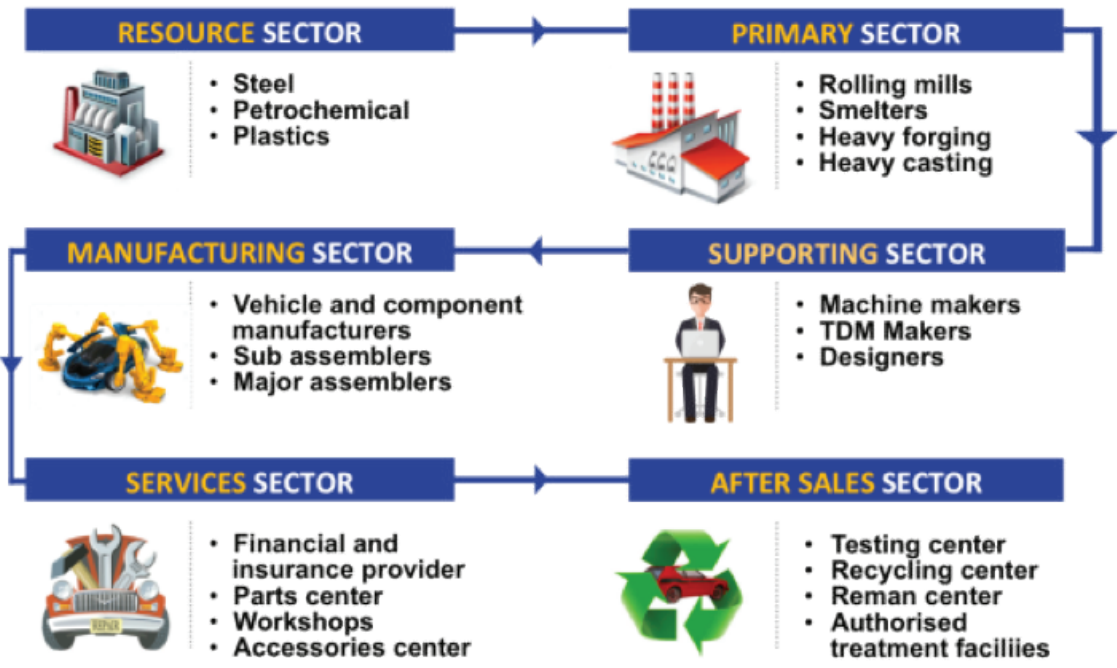 RESOURCE SECTOR
• Steel
• Petrochemical
• Plastics
PRIMARY SECTOR
• Rolling mills
• Smelters
• Heavy forging
• Heavy casting
SUPPORTING SECTOR
• Machine makers
• TDM Makers
• Designers
MANUFACTURING SECTOR
• Vehicle and component
manufacturers
• Sub assemblers
• Major assemblers
SERVICES SECTOR
REPAIR
• Financial and
insurance provider
• Parts center
• Workshops
• Accessories center
AFTER SALES SECTOR
• Testing center
• Recycling center
• Reman center
• Authorised
treatment faciliies